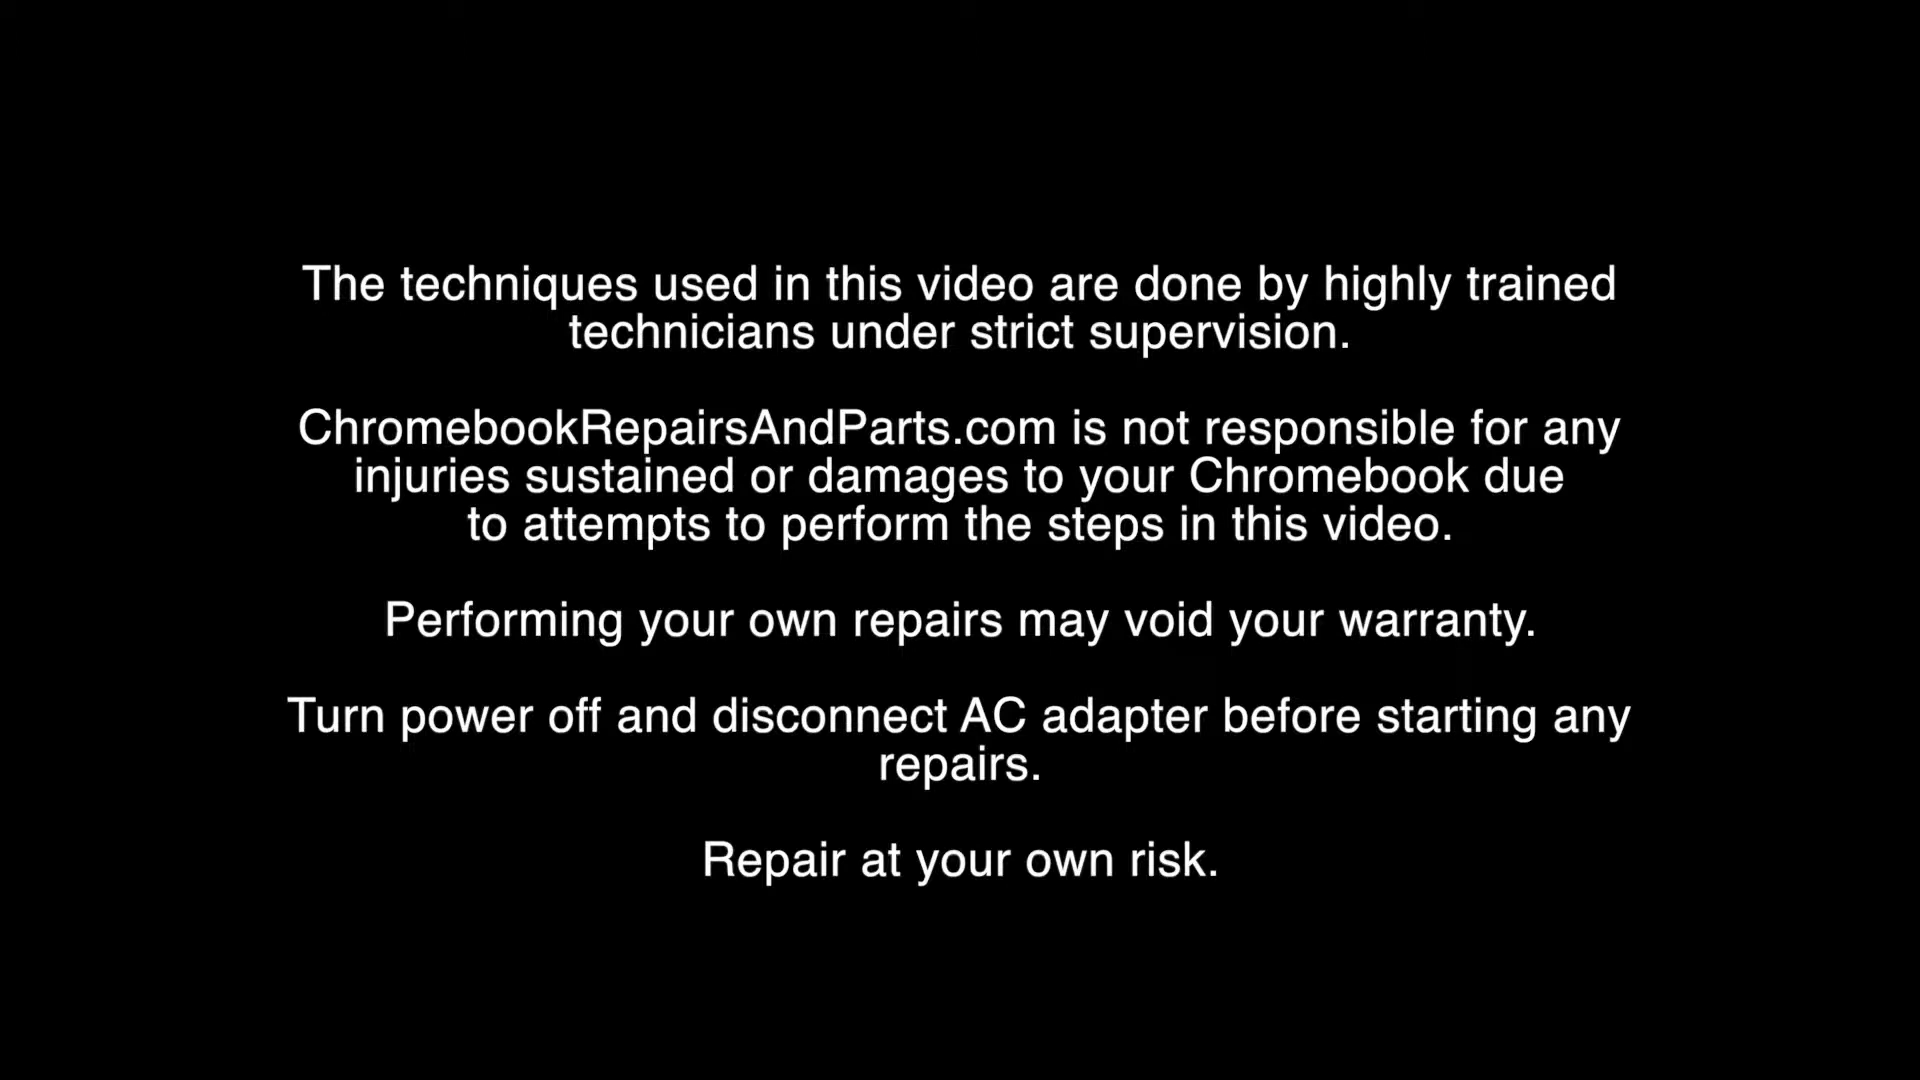 The techniques used in this video are done by highly trained
technicians under strict supervision.
ChromebookRepairsAndParts.com is not responsible for any
injuries sustained or damages to your Chromebook due
to attempts to perform the steps in this video.
Performing your own repairs may void your warranty.
Turn power off and disconnect AC adapter before starting any
repairs.
Repair at your own risk.